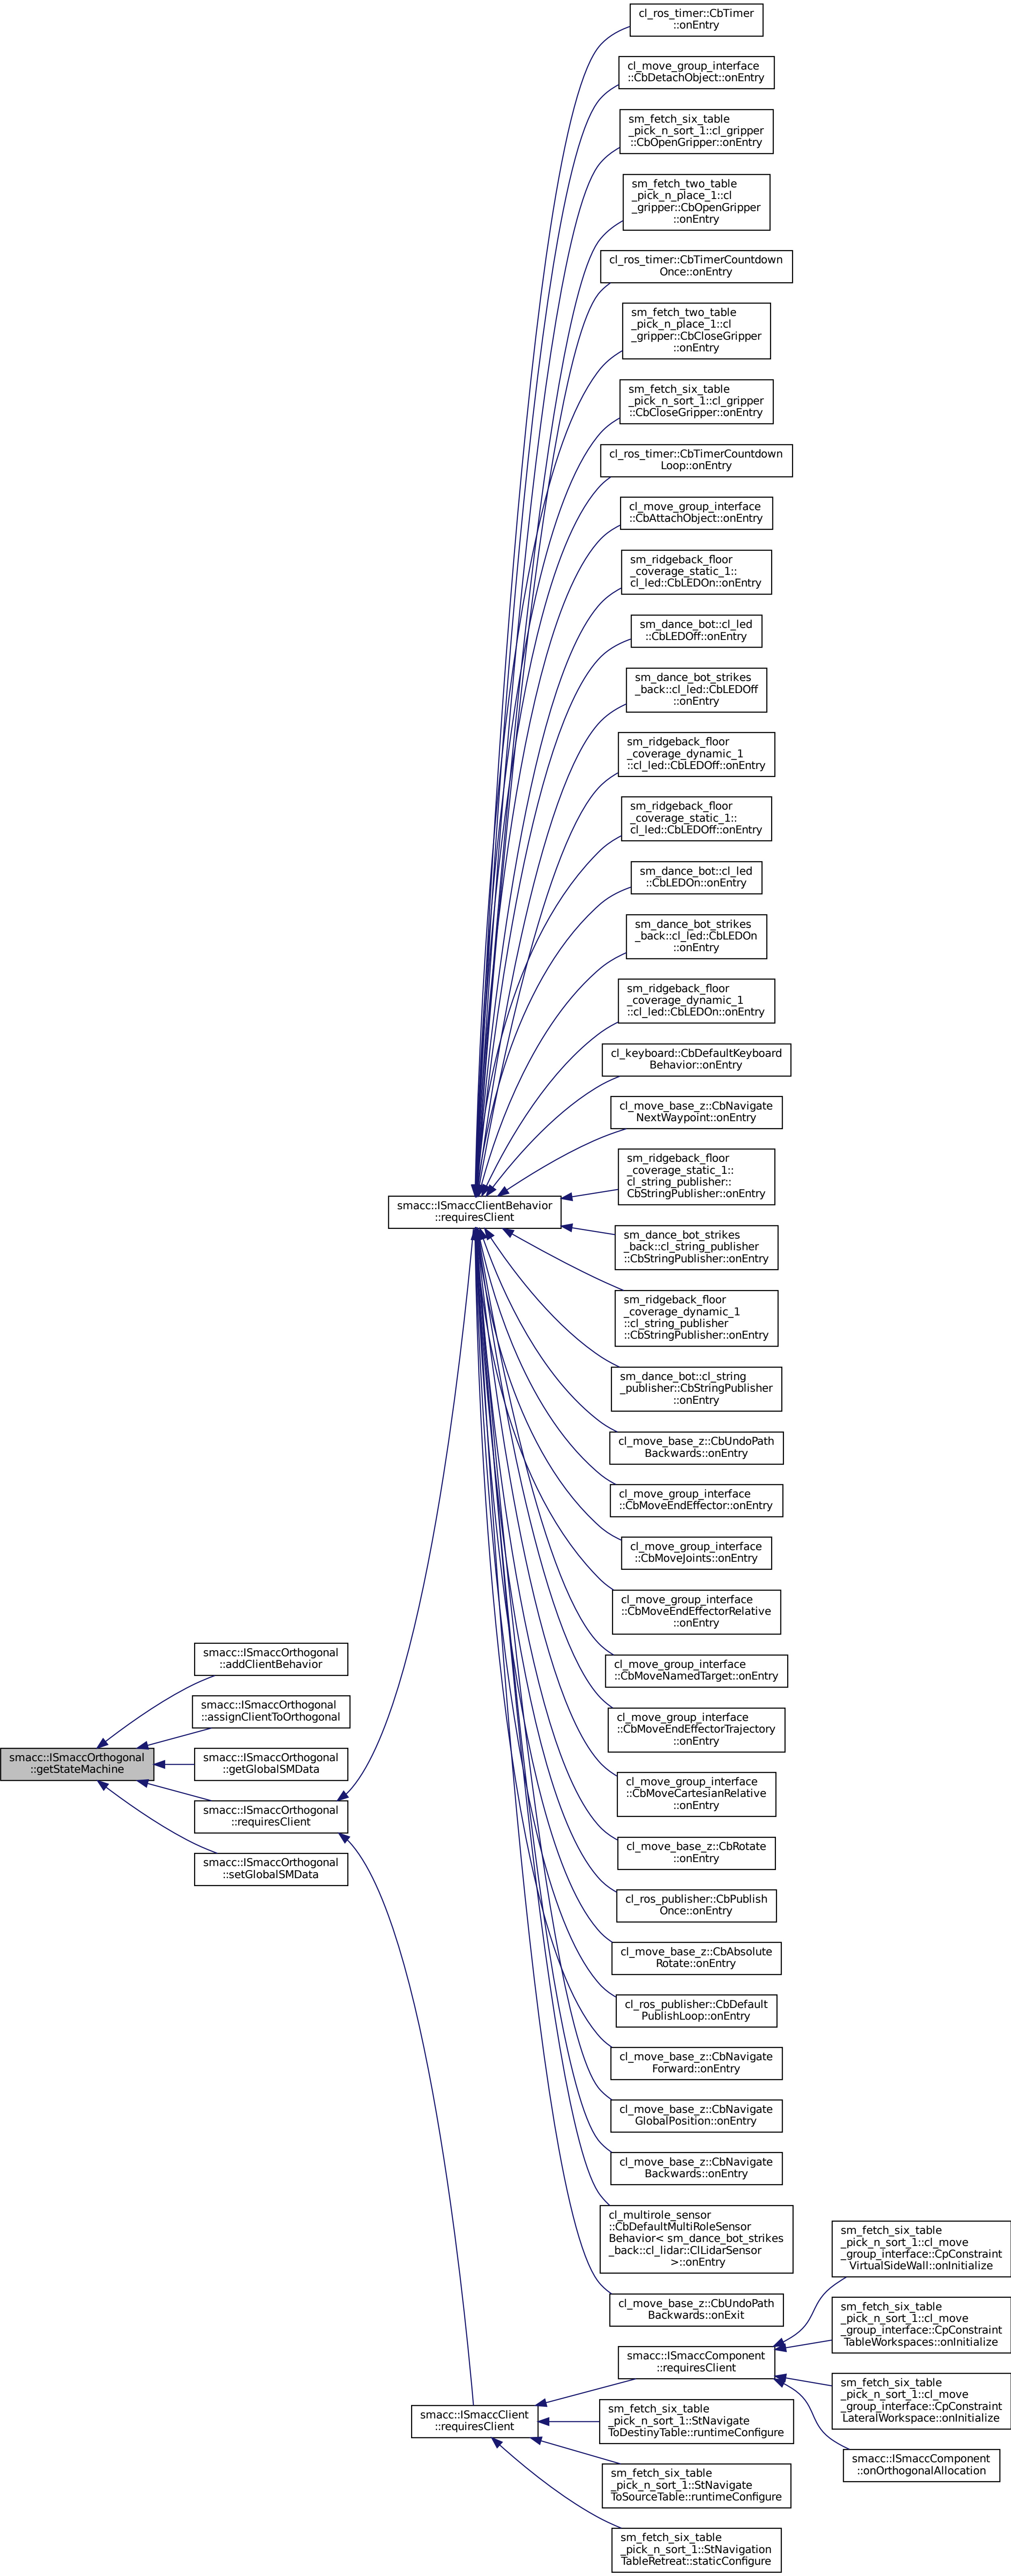 cl_ros_timer::CbTimer
::onEntry
cl_move_group_interface
::CbDetachObject::onEntry
sm_fetch_six_table
_pick_n_sort_1::cl_gripper
::CbOpenGripper::onEntry
sm_fetch_two_table
_pick_n_place_1::cl
_gripper::CbOpenGripper
::onEntry
cl_ros_timer::CbTimerCountdown
Once::onEntry
sm_fetch_two_table
_pick_n_place_1::cl
_gripper::CbCloseGripper
::onEntry
sm_fetch_six_table
_pick_n_sort_1::cl_gripper
::CbCloseGripper::onEntry
cl_ros_timer::CbTimerCountdown
Loop::onEntry
cl_move_group_interface
::CbAttachObject::onEntry
sm_ridgeback_floor
_coverage_static_1::
cl_led::CbLEDOn::onEntry
sm_dance_bot::cl_led
::CbLEDOff::onEntry
sm_dance_bot_strikes
_back::cl_led::CbLEDOff
::onEntry
sm_ridgeback_floor
_coverage_dynamic_1
::cl_led::CbLEDOff::onEntry
sm_ridgeback_floor
_coverage_static_1::
cl_led::CbLEDOff::onEntry
sm_dance_bot::cl_led
::CbLEDOn::onEntry
sm_dance_bot_strikes
_back::cl_led::CbLEDOn
::onEntry
sm_ridgeback_floor
_coverage_dynamic_1
::cl_led::CbLEDOn::onEntry
cl_keyboard::CbDefaultKeyboard
Behavior::onEntry
cl_move_base_z::CbNavigate
NextWaypoint::onEntry
sm_ridgeback_floor
_coverage_static_1::
cl_string_publisher::
CbStringPublisher::onEntry
smacc::ISmaccClientBehavior
::requiresClient
sm_dance_bot_strikes
_back::cl_string_publisher
::CbStringPublisher::onEntry
sm_ridgeback_floor
_coverage_dynamic_1
::cl_string_publisher
::CbStringPublisher::onEntry
sm_dance_bot::cl_string
_publisher::CbStringPublisher
::onEntry
cl_move_base_z::CbUndoPath
Backwards::onEntry
cl_move_group_interface
::CbMoveEndEffector::onEntry
cl_move_group_interface
::CbMoveJoints::onEntry
cl_move_group_interface
::CbMoveEndEffectorRelative
::onEntry
cl_move_group_interface
::CbMoveNamedTarget::onEntry
cl_move_group_interface
::CbMoveEndEffectorTrajectory
::onEntry
cl_move_group_interface
::CbMoveCartesianRelative
::onEntry
cl_move_base_z::CbRotate
::onEntry
cl_ros_publisher::CbPublish
Once::onEntry
cl_move_base_z::CbAbsolute
Rotate::onEntry
cl_ros_publisher::CbDefault
PublishLoop::onEntry
cl_move_base_z::CbNavigate
Forward::onEntry
cl_move_base_z::CbNavigate
GlobalPosition::onEntry
cl_move_base_z::CbNavigate
Backwards::onEntry
cl_multirole_sensor
::CbDefaultMultiRoleSensor
Behavior< sm_dance_bot_strikes
_back::cl_lidar::ClLidarSensor
>::onEntry
cl_move_base_z::CbUndoPath
Backwards::onExit
smacc::ISmaccOrthogonal
::addClientBehavior
smacc::ISmaccOrthogonal
::assignClientToOrthogonal
smacc::ISmaccOrthogonal
::getStateMachine
smacc::ISmaccOrthogonal
::getGlobalSMData
smacc::ISmaccOrthogonal
::requiresClient
smacc::ISmaccOrthogonal
::setGlobalSMData
sm_fetch_six_table
_pick_n_sort_1::cl_move
_group_interface::CpConstraint
VirtualSideWall::onInitialize
sm_fetch_six_table
_pick_n_sort_1::cl_move
_group_interface::CpConstraint
TableWorkspaces::onInitialize
smacc::ISmaccComponent
::requiresClient
sm_fetch_six_table
_pick_n_sort_1::cl_move
_group_interface::CpConstraint
LateralWorkspace::onInitialize
smacc::ISmaccComponent
::onOrthogonalAllocation
smacc::ISmaccClient
::requiresClient
sm_fetch_six_table
_pick_n_sort_1::StNavigate
ToDestinyTable::runtimeConfigure
sm_fetch_six_table
_pick_n_sort_1::StNavigate
ToSourceTable::runtimeConfigure
sm_fetch_six_table
_pick_n_sort_1::StNavigation
TableRetreat::staticConfigure